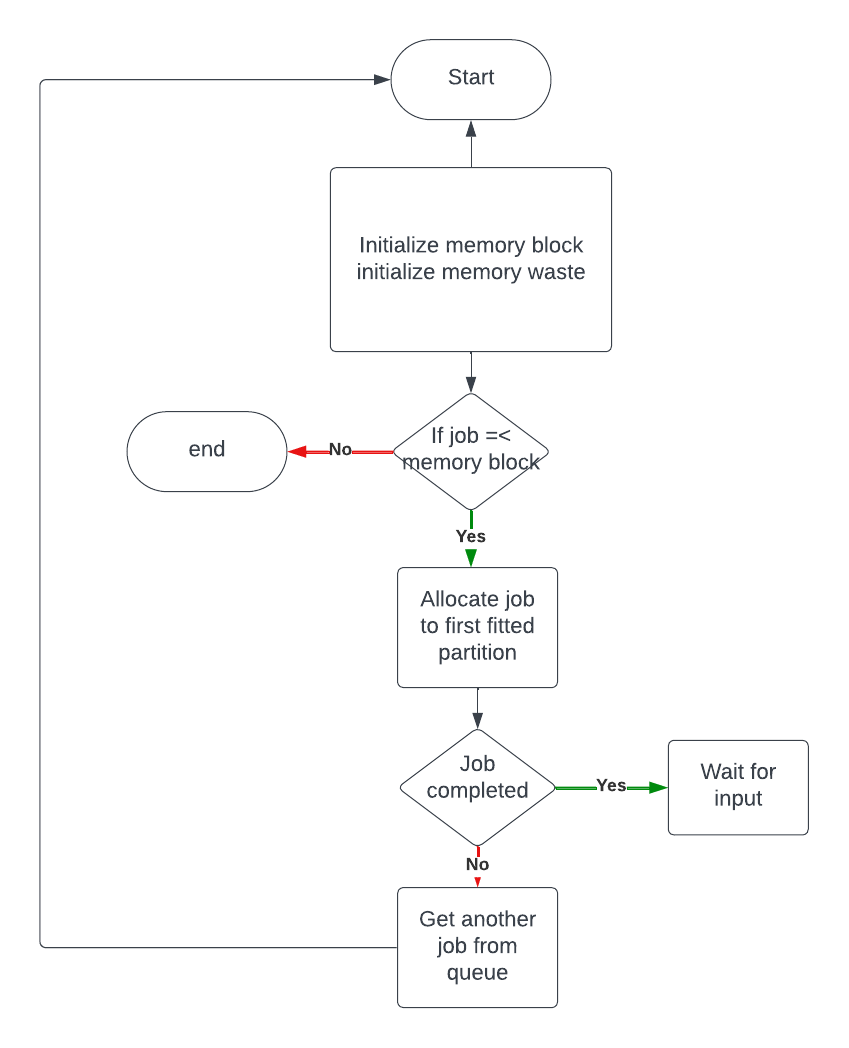 Start
Initialize memory block
initialize memory waste
If job =<
memory block
No
end
Yes
Allocate job
to first fitted
partition
Job
completed
Yes
Wait for
input
No
Get another
job from
queue